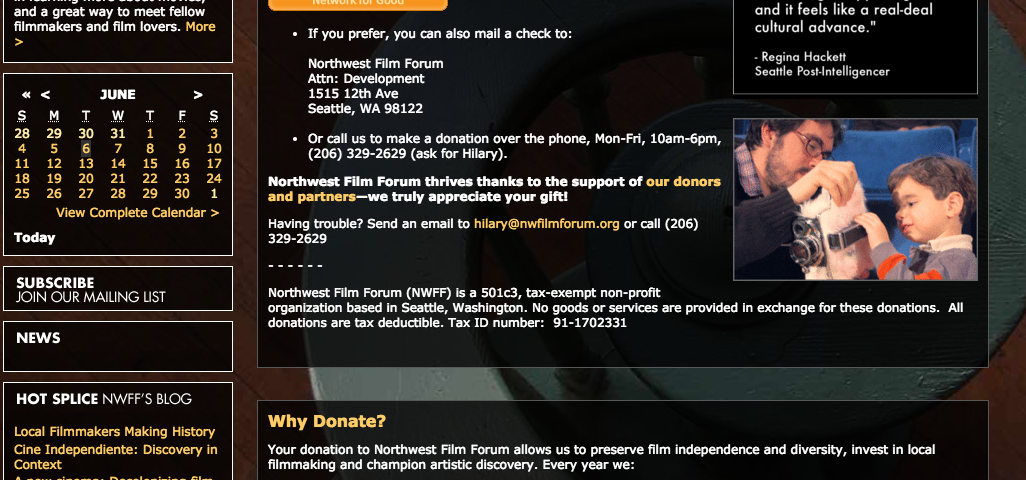 in learning more about movies,
and a great way to meet fellow
filmmakers and film lovers. More
>
« < JUNE >
S M T W T F S
28 29 30 31 1 2 3
4 5 6 7 8 9 10
11 12 13 14 15 16 17
18 19 20 21 22 23 24
25 26 27 28 29 30 1
View Complete Calendar >
Today
SUBSCRIBE
JOIN OUR MAILING LIST
NEWS
HOT SPLICE NWFF'S BLOG
Local Filmmakers Making History
Cine Independiente: Discovery in
Context
A new cinema: Decolonizing film
Network for Good
• If you prefer, you can also mail a check to:
Northwest Film Forum
Attn: Development
1515 12th Ave
Seattle, WA 98122
• Or call us to make a donation over the phone, Mon-Fri, 10am-6pm,
(206) 329-2629 (ask for Hilary).
Northwest Film Forum thrives thanks to the support of our donors
and partners—we truly appreciate your gift!
Having trouble? Send an email to hilary@nwfilmforum.org or call (206)
329-2629
- - - - - -
Northwest Film Forum (NWFF) is a 501c3, tax-exempt non-profit
organization based in Seattle, Washington. No goods or services are provided in exchange for these donations. All
donations are tax deductible. Tax ID number: 91-1702331
and it feels like a real-deal
cultural advance."
- Regina Hackett
Seattle Post-Intelligencer
Why Donate?
Your donation to Northwest Film Forum allows us to preserve film independence and diversity, invest in local
filmmaking and champion artistic discovery. Every year we: